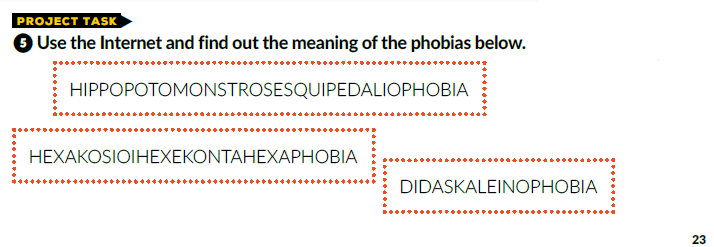 PROJECT TASK
5 Use the Internet and find out the meaning of the phobias below.
HIPPOPOTOMONSTROSESQUIPEDALIOPHOBIA
HEXAKOSIOIHEXEKONTAHEXAPHOBIA
DIDASKALEINOPHOBIA
23